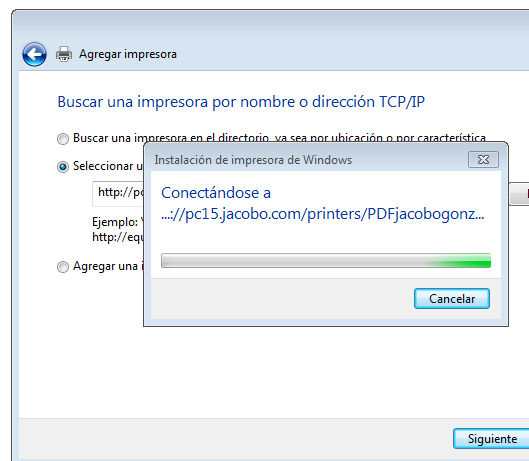 Agregar impresora
Buscar una impresora por nombre o dirección TCP/IP
Buscar una impresora en el directorio, ya sea por ubicación o por característica
Seleccionar u
http://pc
Ejemplo:
http://equ
Agregar una i
Instalación de impresora de Windows
Conectándose a
...://pc15.jacobo.com/printers/PDFjacobogonz...
Cancelar
Siguiente